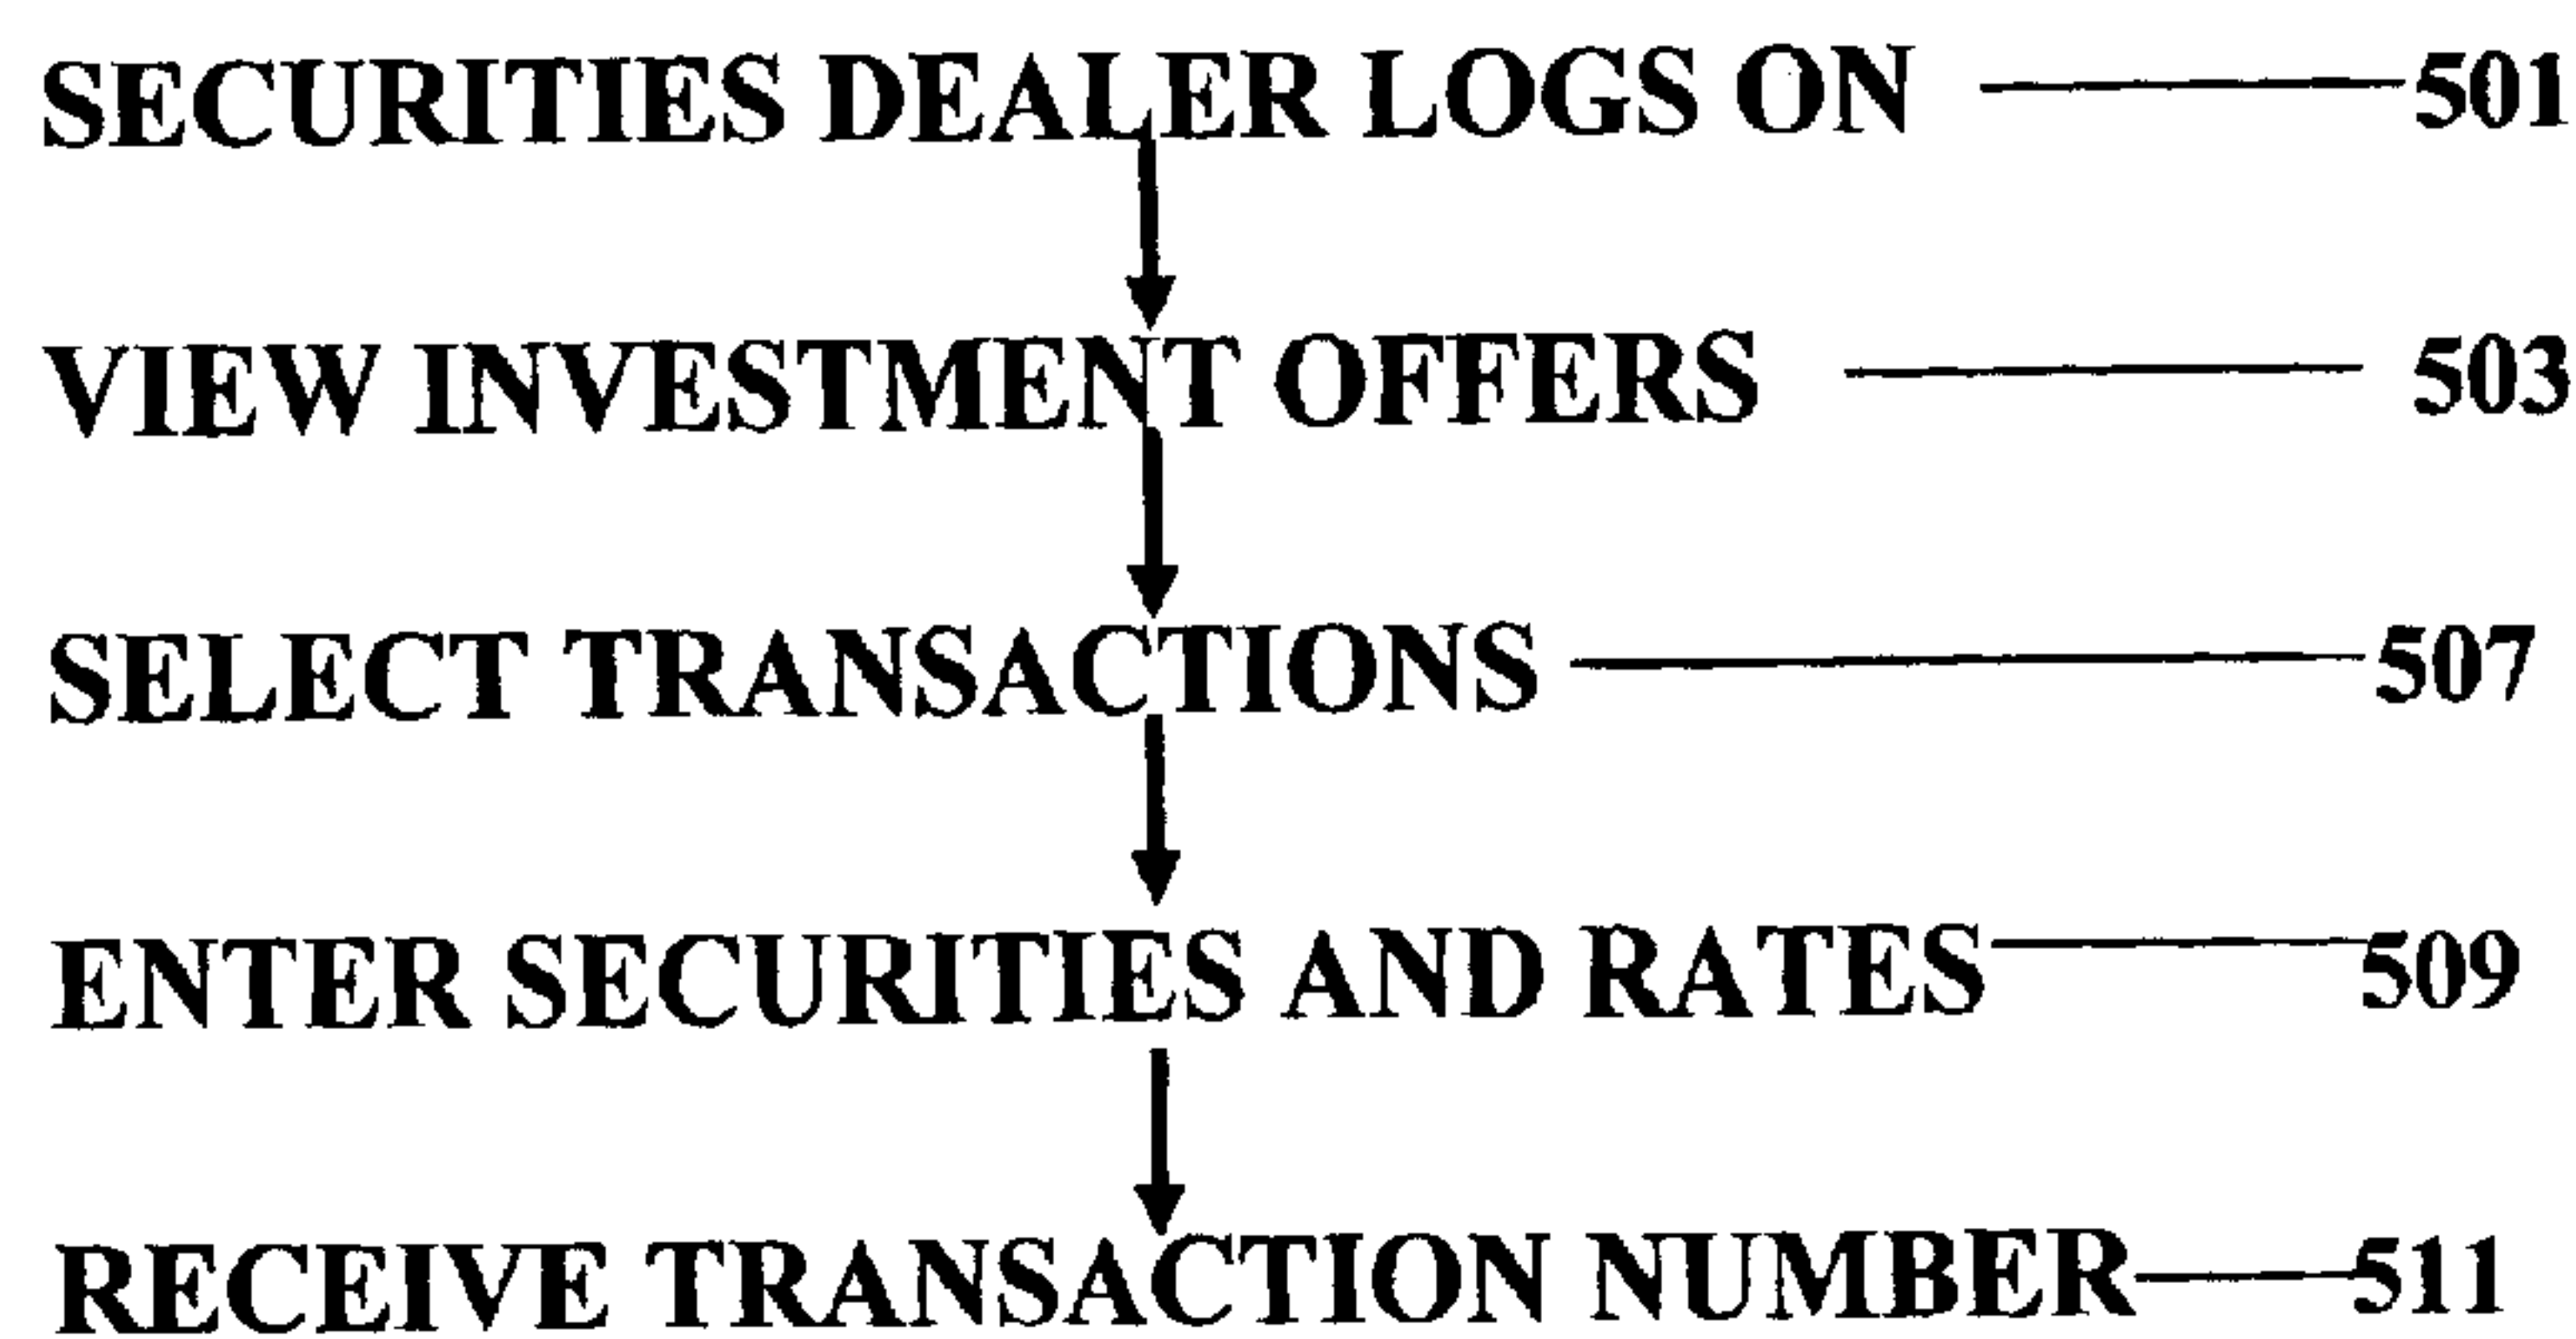 SECURITIES DEALER LOGS ON 501
VIEW INVESTMENT OFFERS 503
SELECT TRANSACTIONS 507
ENTER SECURITIES AND RATES 509
RECEIVE TRANSACTION NUMBER 511